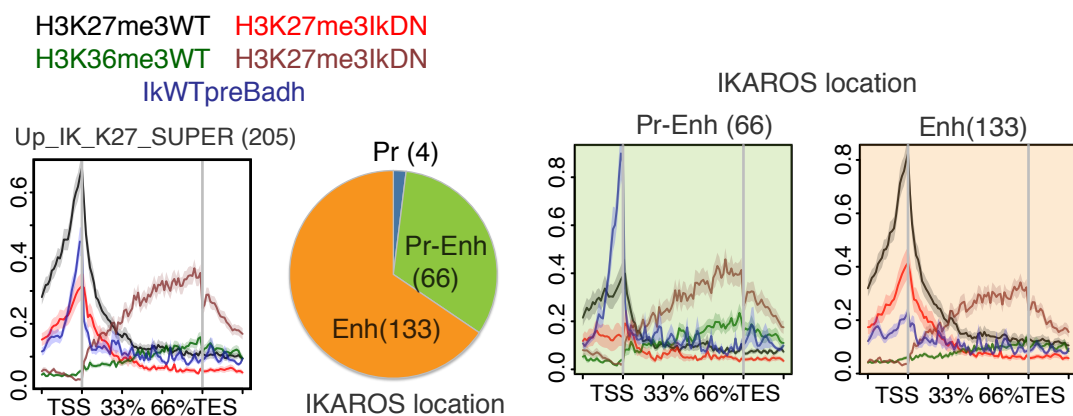 H3K27me3WT H3K27me3IkDN
H3K36me3WT H3K27me3IkDN
IkWTpreBadh
Up_IK_K27_SUPER (205)
0.0 0.2 0.4 0.6
TSS 33% 66% TES
Pr (4)
Pr-Enh
(66)
Enh(133)
IKAROS location
IKAROS location
Pr-Enh (66)
0.0 0.2 0.4 0.6 0.8
TSS 33% 66% TES
Enh(133)
0.0 0.2 0.4 0.6 0.8
TSS 33% 66% TES